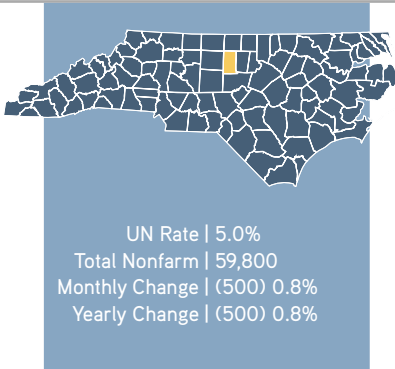 UN Rate | 5.0%
Total Nonfarm | 59,800
Monthly Change | (500) 0.8%
Yearly Change | (500) 0.8%